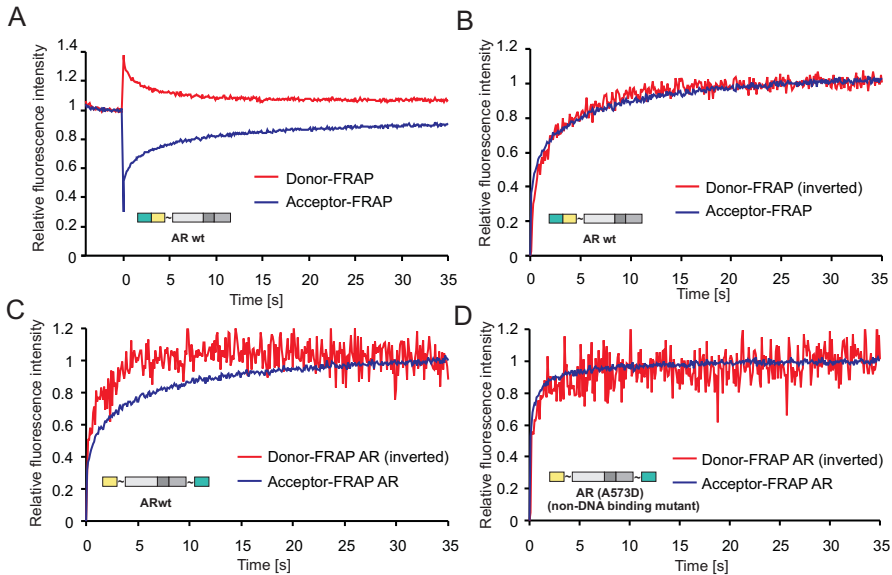 A
Relative fluorescence intensity
1.4
1.2
1
0.8
0.6
0.4
0.2
0
Donor-FRAP
Acceptor-FRAP
~
AR wt
0 5 10 15 20 25 30 35
Time [s]
B
Relative fluorescence intensity
1.2
1
0.8
0.6
0.4
0.2
0
Donor-FRAP (inverted)
Acceptor-FRAP
~
AR wt
0 5 10 15 20 25 30 35
Time [s]
C
Relative fluorescence intensity
1.2
1
0.8
0.6
0.4
0.2
0
Donor-FRAP AR (inverted)
Acceptor-FRAP AR
~ ~
ARwt
0 5 10 15 20 25 30 35
Time [s]
D
Relative fluorescence intensity
1.2
1
0.8
0.6
0.4
0.2
0
Donor-FRAP AR (inverted)
Acceptor-FRAP AR
~ ~
AR (A573D)
(non-DNA binding mutant)
0 5 10 15 20 25 30 35
Time [s]